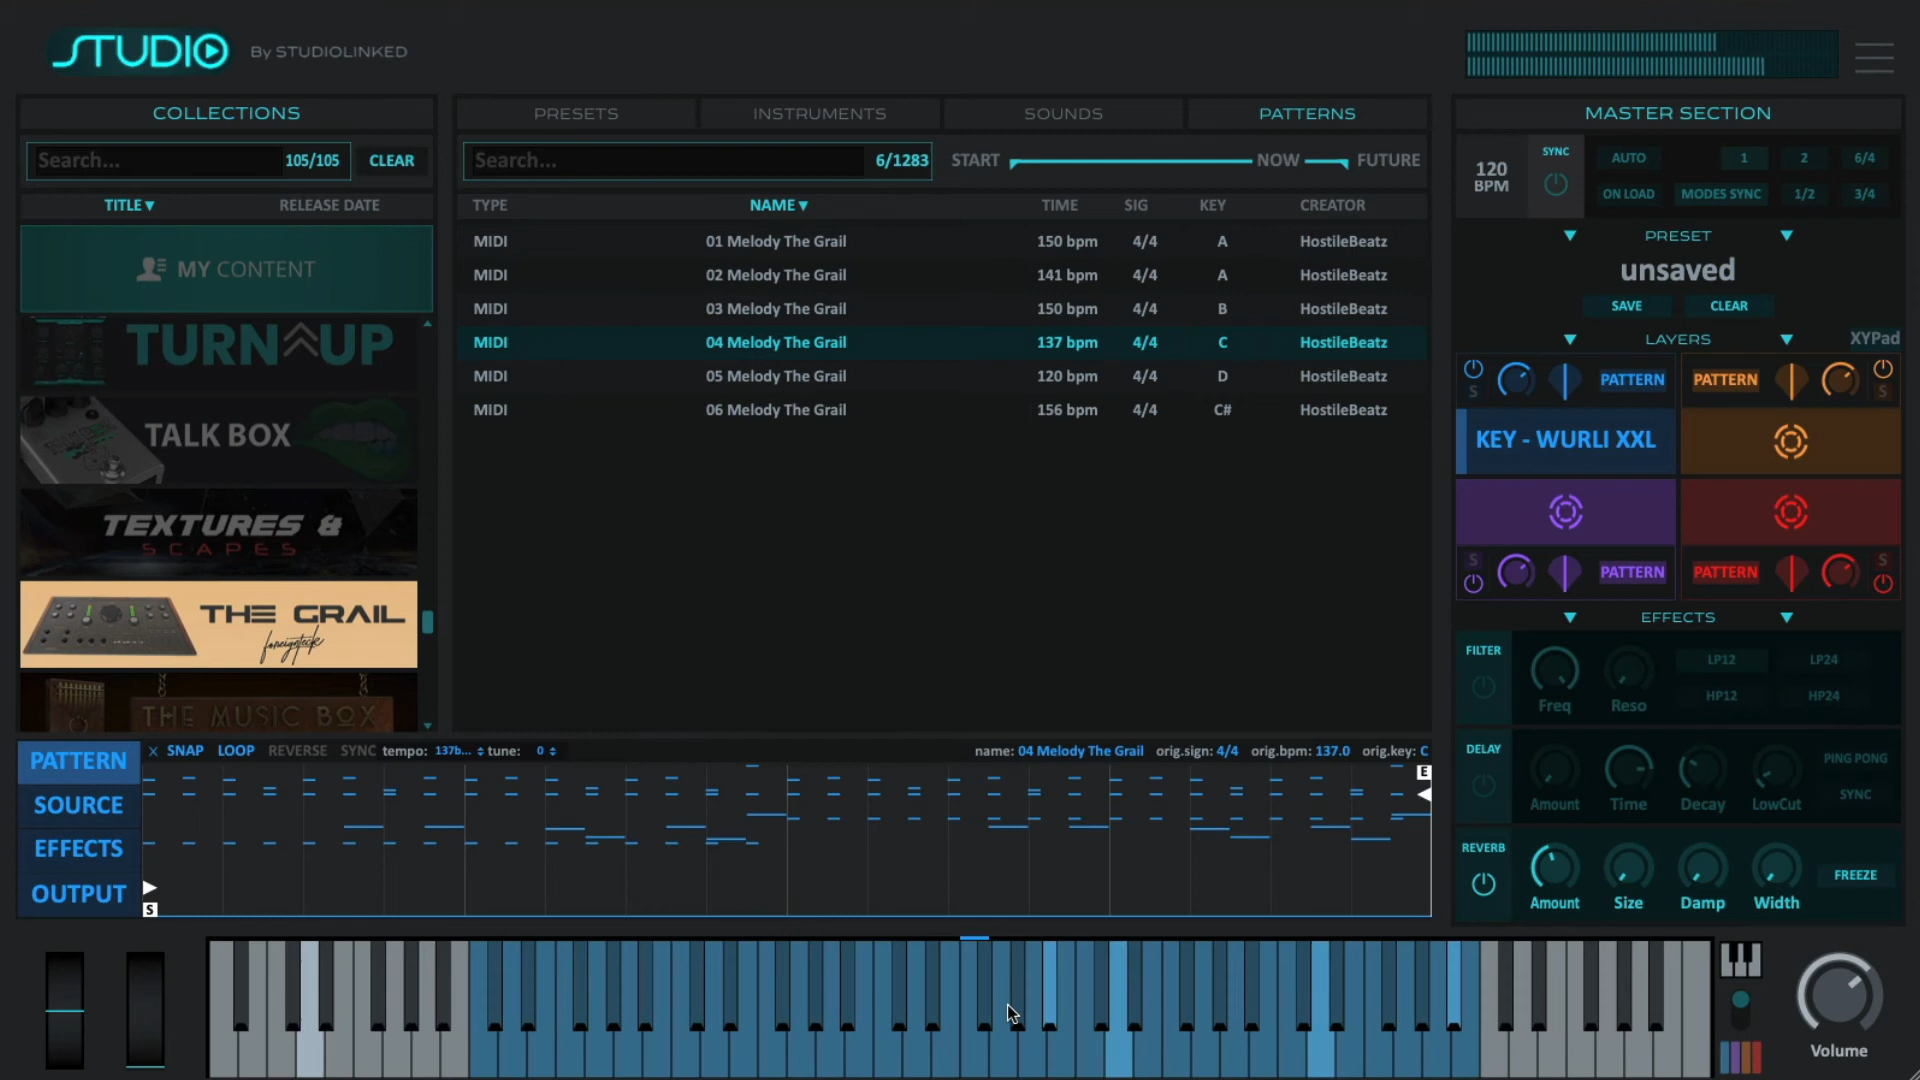 STUDIO By STUDIOLINKED
COLLECTIONS
Search... 105/105 CLEAR
TITLE▼ RELEASE DATE
MY CONTENT
TURN UP
TALK BOX
TEXTURES &
SCAPES
THE GRAIL
foreignteck
THE MUSIC BOX
PRESETS INSTRUMENTS SOUNDS PATTERNS
Search... 6/1283 START NOW FUTURE
TYPE NAME▼ TIME SIG KEY CREATOR
MIDI 01 Melody The Grail 150 bpm 4/4 A HostileBeatz
MIDI 02 Melody The Grail 141 bpm 4/4 A HostileBeatz
MIDI 03 Melody The Grail 150 bpm 4/4 B HostileBeatz
MIDI 04 Melody The Grail 137 bpm 4/4 C HostileBeatz
MIDI 05 Melody The Grail 120 bpm 4/4 D HostileBeatz
MIDI 06 Melody The Grail 156 bpm 4/4 C# HostileBeatz
MASTER SECTION
120
BPM
SYNC
AUTO 1 2 6/4
ON LOAD MODES SYNC 1/2 3/4
▼ PRESET ▼
unsaved
SAVE CLEAR
▼ LAYERS ▼ XYPad
S PATTERN PATTERN S
KEY - WURLI XXL
S PATTERN PATTERN S
▼ EFFECTS ▼
FILTER
Freq Reso
LP12 LP24
HP12 HP24
DELAY
Amount Time Decay LowCut
PING PONG
SYNC
REVERB
Amount Size Damp Width
FREEZE
PATTERN
SOURCE
EFFECTS
OUTPUT
X SNAP LOOP REVERSE SYNC tempo: 137b... tune: 0
name: 04 Melody The Grail orig.sign: 4/4 orig.bpm: 137.0 orig.key: C
E
S
Volume